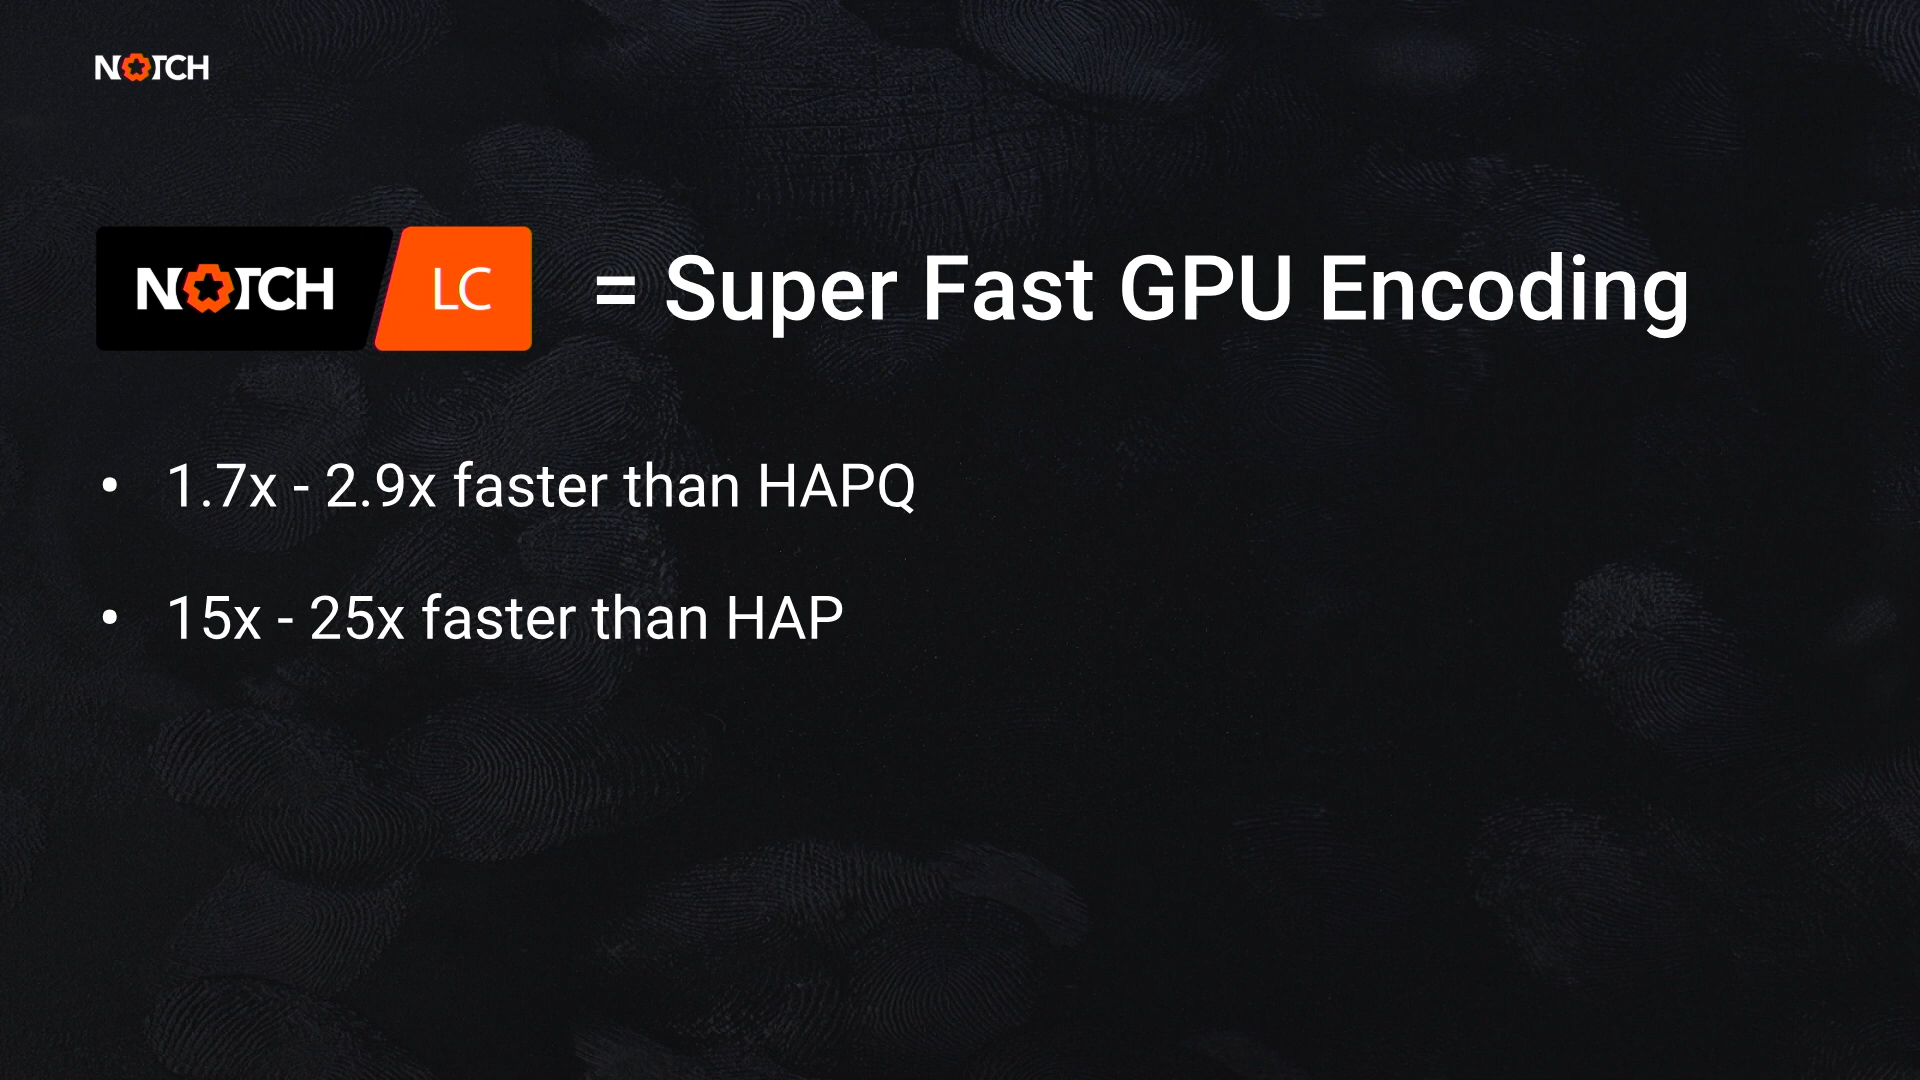 NOTCH
NOTCH LC = Super Fast GPU Encoding
• 1.7x - 2.9x faster than HAPQ
• 15x - 25x faster than HAP